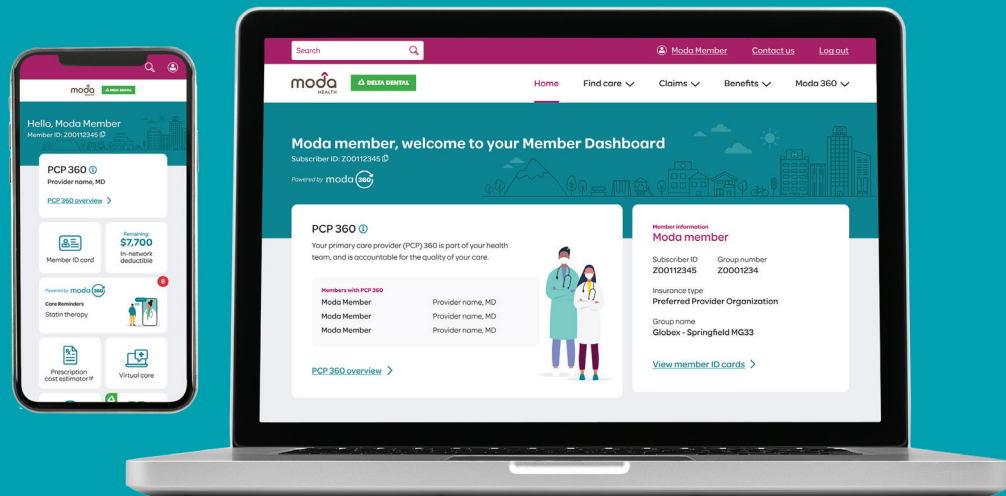 Hello, Moda Member
Member ID: Z00112345
moda
HEALTH
DELTA DENTAL
PCP 360
Provider name, MD
PCP 360 overview
Member ID card
Remaining:
$7,700
In-network
deductible
8
Powered by moda 360
Care Reminders
Statin therapy
Prescription
cost estimator
Virtual care
Search
Moda Member Contact us Log out
moda
HEALTH
DELTA DENTAL
Home Find care Claims Benefits Moda 360
Moda member, welcome to your Member Dashboard
Subscriber ID: Z00112345
Powered by moda 360
PCP 360
Your primary care provider (PCP) 360 is part of your health
team, and is accountable for the quality of your care.
Members with PCP 360
Moda Member Provider name, MD
Moda Member Provider name, MD
Moda Member Provider name, MD
PCP 360 overview
Member information
Moda member
Subscriber ID Group number
Z00112345 Z0001234
Insurance type
Preferred Provider Organization
Group name
Globex - Springfield MG33
View member ID cards